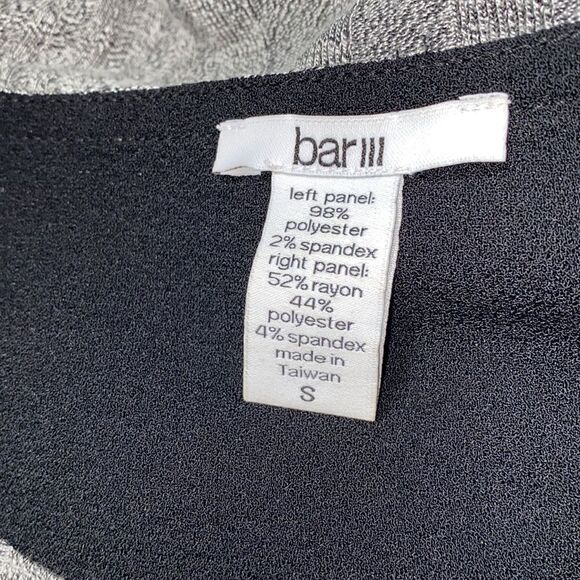 bar III
left panel:
98%
polyester
2% spandex
right panel:
52% rayon
44%
polyester
4% spandex
made in
Taiwan
S